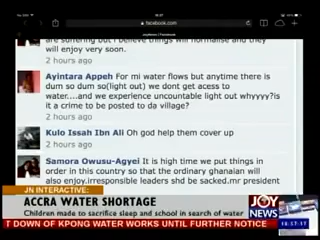 facebook.com
are suffering but I believe things will normalise and they
will enjoy very soon.
2 hours ago
Ayintara Appeh For mi water flows but anytime there is
dum so dum so(light out) we dont get acess to
water....and we experience uncountable light out whyyyy?is
it a crime to be posted to da village?
2 hours ago
Kulo Issah Ibn Ali Oh god help them cover up
2 hours ago
Samora Owusu-Agyei It is high time we put things
in order in this country so that the ordinary ghanaian will
also enjoy.irresponsible leaders shd be sacked.mr president
JN INTERACTIVE:
ACCRA WATER SHORTAGE
Children made to sacrifice sleep and school in search of water
JOY
NEWS
T DOWN OF KPONG WATER WORKS UNTIL FURTHER NOTICE